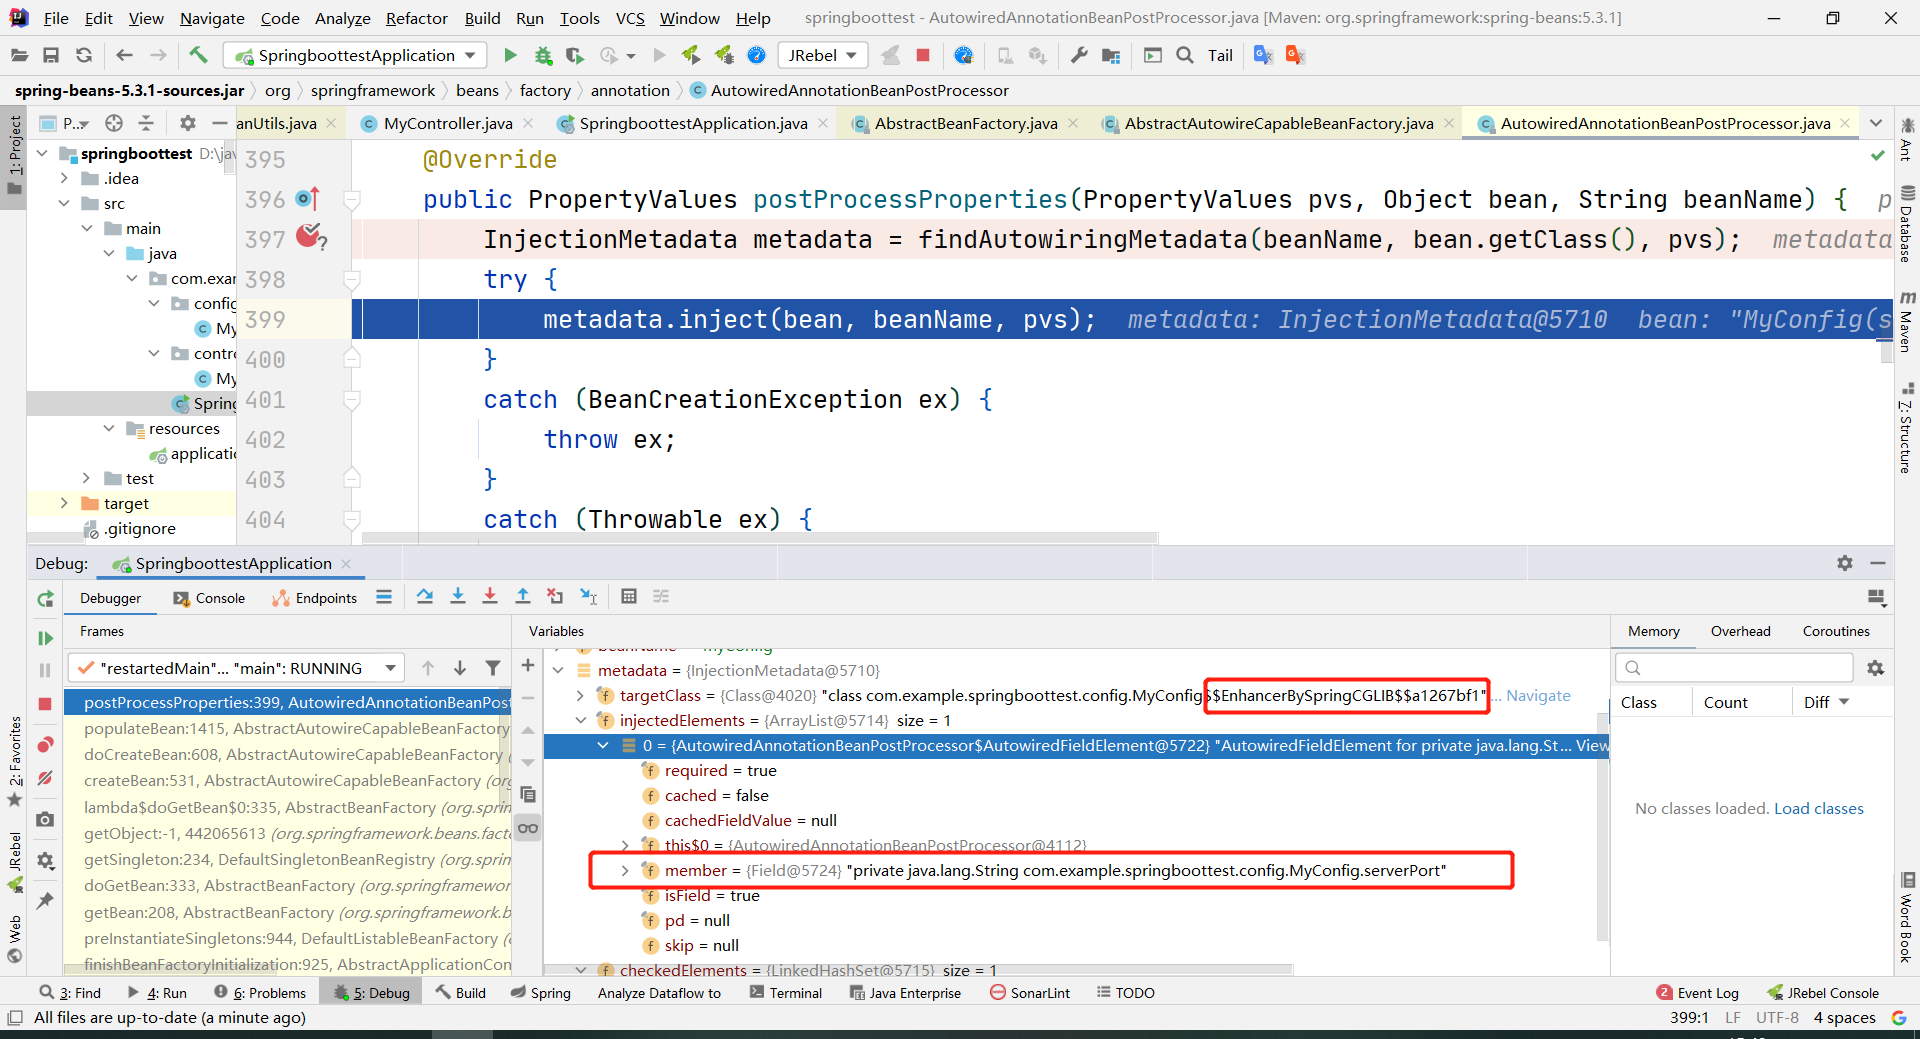 File Edit View Navigate Code Analyze Refactor Build Run Tools VCS Window Help springboottest - AutowiredAnnotationBeanPostProcessor.java [Maven: org.springframework:spring-beans:5.3.1]
SpringboottestApplication JRebel Tail
spring-beans-5.3.1-sources.jar org springframework beans factory annotation AutowiredAnnotationBeanPostProcessor
1: Project
P..
anUtils.java MyController.java SpringboottestApplication.java AbstractBeanFactory.java AbstractAutowireCapableBeanFactory.java AutowiredAnnotationBeanPostProcessor.java
springboottest D:\jav
.idea
src
main
java
com.exam
config
My
contro
My
Spring
resources
applicatic
test
target
.gitignore
395 @Override
396 public PropertyValues postProcessProperties(PropertyValues pvs, Object bean, String beanName) { p
397 InjectionMetadata metadata = findAutowiringMetadata(beanName, bean.getClass(), pvs); metadata
398 try {
399 metadata.inject(bean, beanName, pvs); metadata: InjectionMetadata@5710 bean: "MyConfig(s
400 }
401 catch (BeanCreationException ex) {
402 throw ex;
403 }
404 catch (Throwable ex) {
Ant
Database
Maven
7: Structure
Word Book
Debug: SpringboottestApplication
Debugger Console Endpoints
Frames
"restartedMain"... "main": RUNNING
postProcessProperties:399, AutowiredAnnotationBeanPost
populateBean:1415, AbstractAutowireCapableBeanFactory
doCreateBean:608, AbstractAutowireCapableBeanFactory
createBean:531, AbstractAutowireCapableBeanFactory (org
lambda$doGetBean$0:335, AbstractBeanFactory (org.sprin
getObject:-1, 442065613 (org.springframework.beans.facto
getSingleton:234, DefaultSingletonBeanRegistry (org.sprin
doGetBean:333, AbstractBeanFactory (org.springframewor
getBean:208, AbstractBeanFactory (org.springframework.b
preInstantiateSingletons:944, DefaultListableBeanFactory (o
finishBeanFactoryInitialization:925, AbstractApplicationCon
Variables
beanName = "myConfig"
metadata = {InjectionMetadata@5710}
targetClass = {Class@4020} "class com.example.springboottest.config.MyConfig$$EnhancerBySpringCGLIB$$a1267bf1"... Navigate
injectedElements = {ArrayList@5714} size = 1
0 = {AutowiredAnnotationBeanPostProcessor$AutowiredFieldElement@5722} "AutowiredFieldElement for private java.lang.St... View
required = true
cached = false
cachedFieldValue = null
this$0 = {AutowiredAnnotationBeanPostProcessor@4112}
member = {Field@5724} "private java.lang.String com.example.springboottest.config.MyConfig.serverPort"
isField = true
pd = null
skip = null
checkedElements = {LinkedHashSet@5715} size = 1
Memory Overhead Coroutines
Class Count Diff
No classes loaded. Load classes
2: Favorites
JRebel
Web
3: Find 4: Run 6: Problems 5: Debug Build Spring Analyze Dataflow to Terminal Java Enterprise SonarLint TODO 2 Event Log JRebel Console
All files are up-to-date (a minute ago) 399:1 LF UTF-8 4 spaces